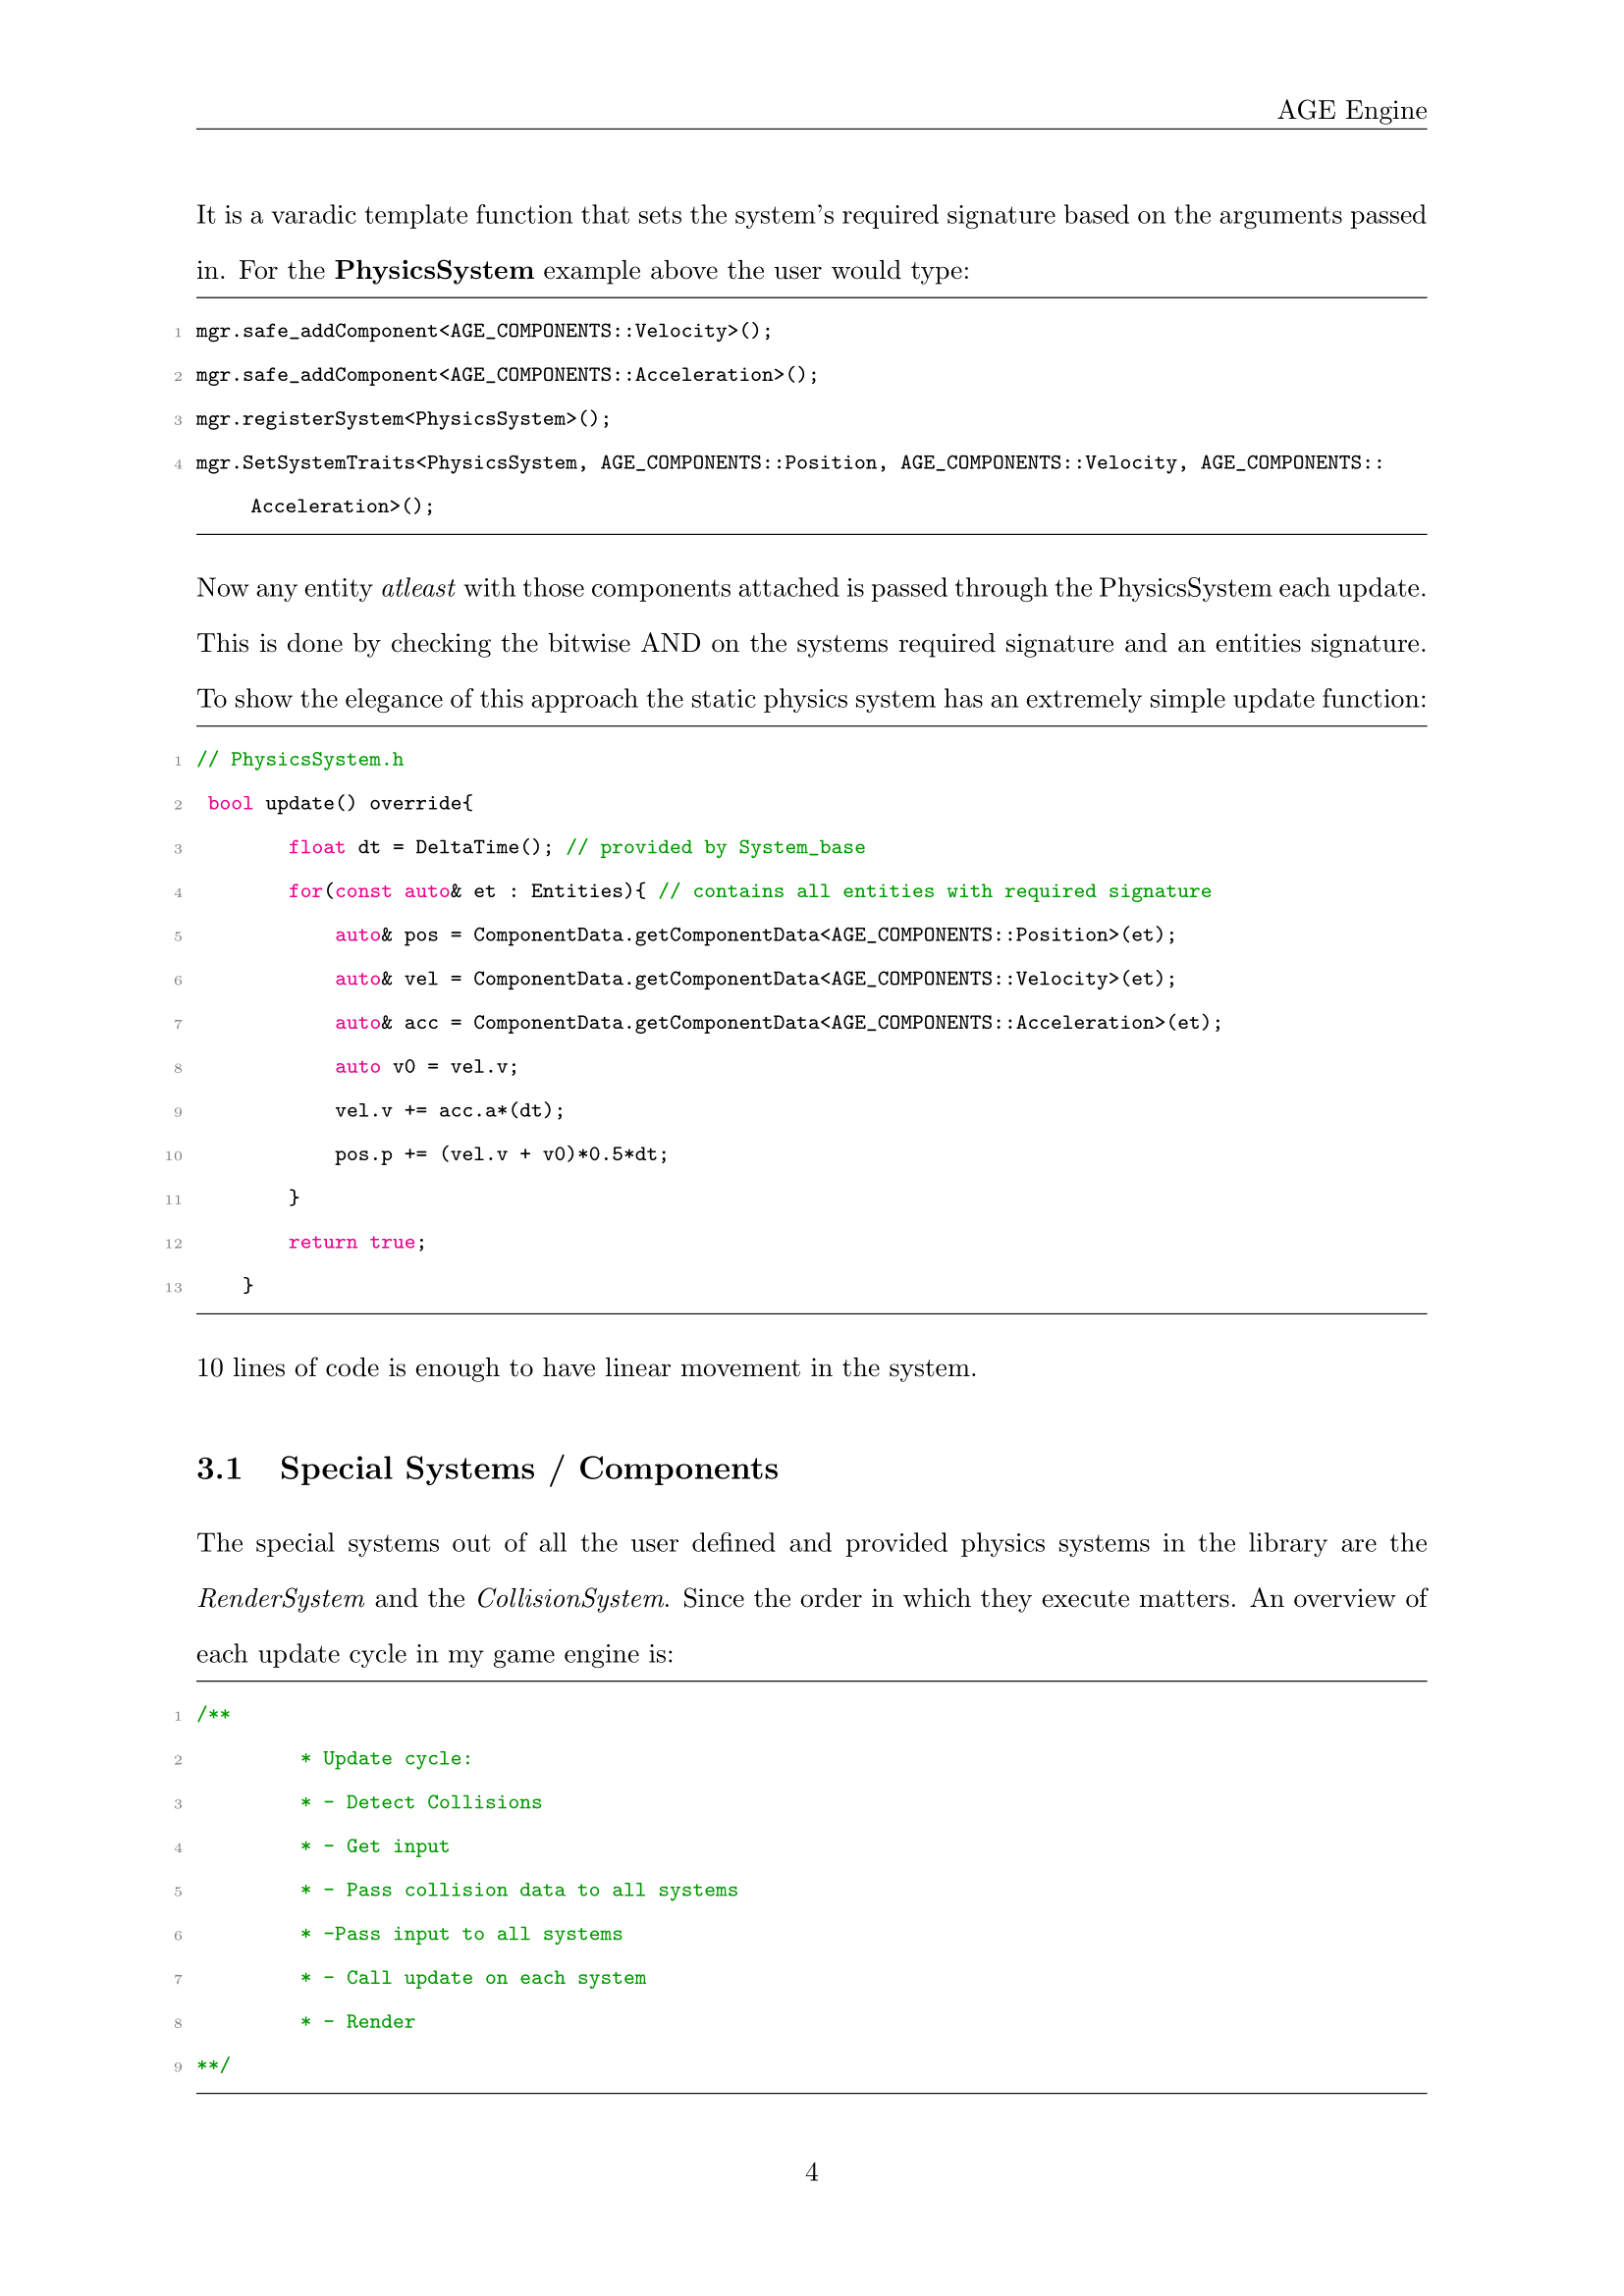 AGE Engine
It is a varadic template function that sets the system's required signature based on the arguments passed
in. For the PhysicsSystem example above the user would type:
1 mgr.safe_addComponent<AGE_COMPONENTS::Velocity>();
2 mgr.safe_addComponent<AGE_COMPONENTS::Acceleration>();
3 mgr.registerSystem<PhysicsSystem>();
4 mgr.SetSystemTraits<PhysicsSystem, AGE_COMPONENTS::Position, AGE_COMPONENTS::Velocity, AGE_COMPONENTS::
Acceleration>();
Now any entity atleast with those components attached is passed through the PhysicsSystem each update.
This is done by checking the bitwise AND on the systems required signature and an entities signature.
To show the elegance of this approach the static physics system has an extremely simple update function:
1 // PhysicsSystem.h
2 bool update() override{
3 float dt = DeltaTime(); // provided by System_base
4 for(const auto& et : Entities){ // contains all entities with required signature
5 auto& pos = ComponentData.getComponentData<AGE_COMPONENTS::Position>(et);
6 auto& vel = ComponentData.getComponentData<AGE_COMPONENTS::Velocity>(et);
7 auto& acc = ComponentData.getComponentData<AGE_COMPONENTS::Acceleration>(et);
8 auto v0 = vel.v;
9 vel.v += acc.a*(dt);
10 pos.p += (vel.v + v0)*0.5*dt;
11 }
12 return true;
13 }
10 lines of code is enough to have linear movement in the system.
3.1 Special Systems / Components
The special systems out of all the user defined and provided physics systems in the library are the
RenderSystem and the CollisionSystem. Since the order in which they execute matters. An overview of
each update cycle in my game engine is:
1 /**
2 * Update cycle:
3 * - Detect Collisions
4 * - Get input
5 * - Pass collision data to all systems
6 * -Pass input to all systems
7 * - Call update on each system
8 * - Render
9 **/
4